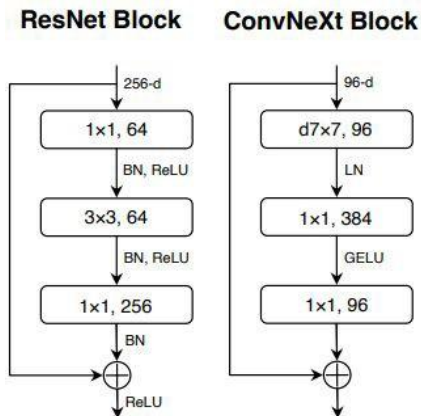 ResNet Block
256-d
1×1, 64
BN, ReLU
3×3, 64
BN, ReLU
1×1, 256
BN
ReLU
ConvNeXt Block
96-d
d7×7, 96
LN
1×1, 384
GELU
1×1, 96